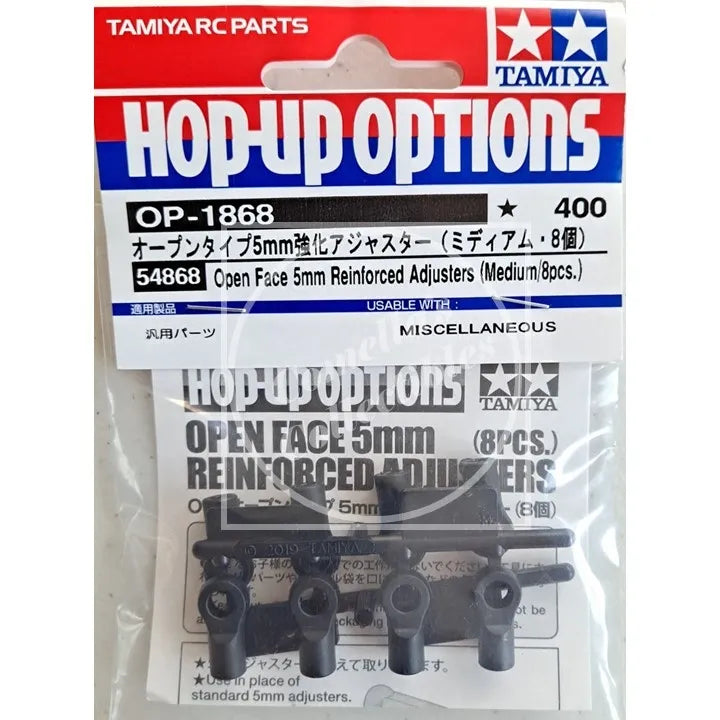 TAMIYA RC PARTS
TAMIYA
HOP-UP OPTIONS
OP-1868 ★ 400
オープンタイプ5mm強化アジャスター(ミディアム・8個)
54868 Open Face 5mm Reinforced Adjusters (Medium/8pcs.)
適用製品 USABLE WITH :
汎用パーツ MISCELLANEOUS
HOP-UP OPTIONS
TAMIYA
OPEN FACE 5mm (8PCS.)
REINFORCED ADJUSTERS
プ 5mm (8個)
© 2019 TAMIYA
not be
★Use in place of
standard 5mm adjusters.